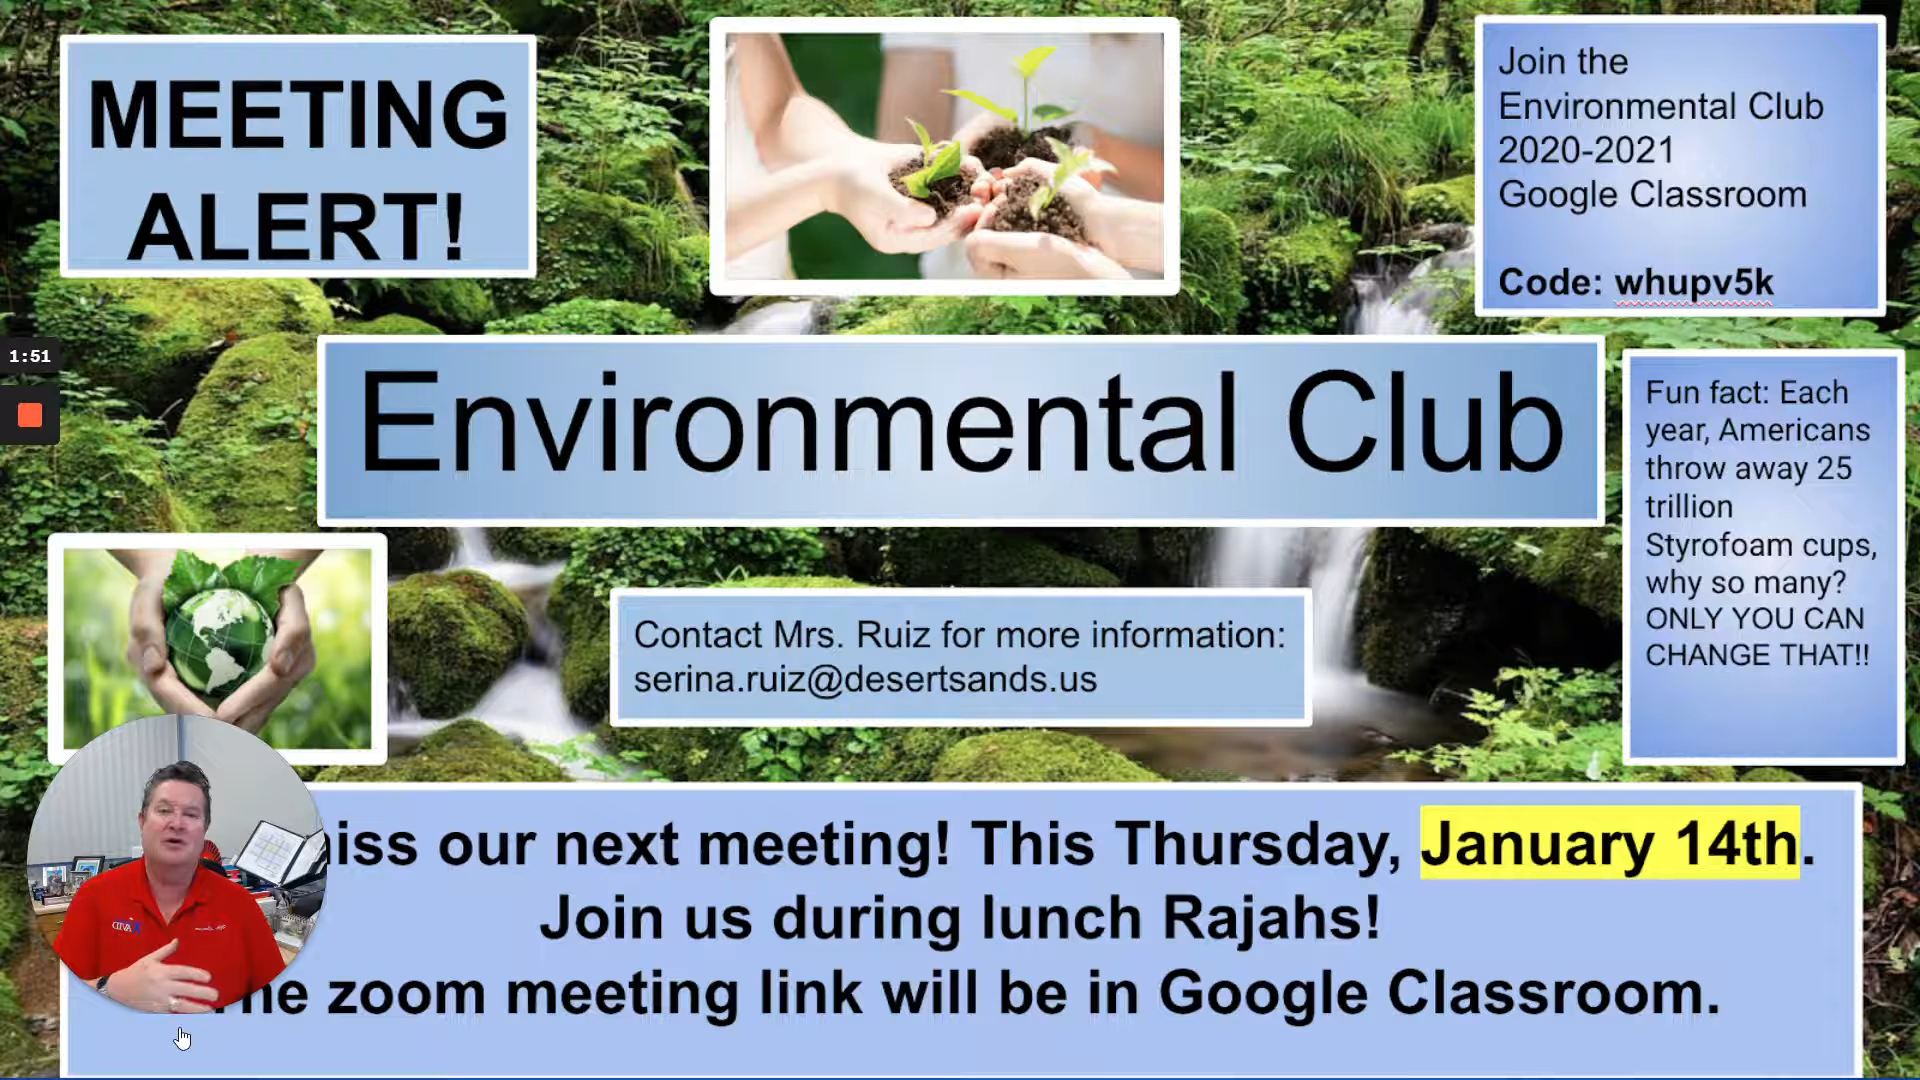 MEETING
ALERT!
Join the
Environmental Club
2020-2021
Google Classroom
Code: whupv5k
1:51
Environmental Club
Fun fact: Each
year, Americans
throw away 25
trillion
Styrofoam cups,
why so many?
ONLY YOU CAN
CHANGE THAT!!
Contact Mrs. Ruiz for more information:
serina.ruiz@desertsands.us
iss our next meeting! This Thursday, January 14th.
Join us during lunch Rajahs!
he zoom meeting link will be in Google Classroom.